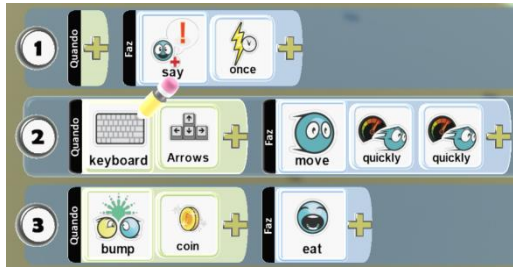 1 Quando Faz say once
2 Quando keyboard Arrows Faz move quickly quickly
3 Quando bump coin Faz eat